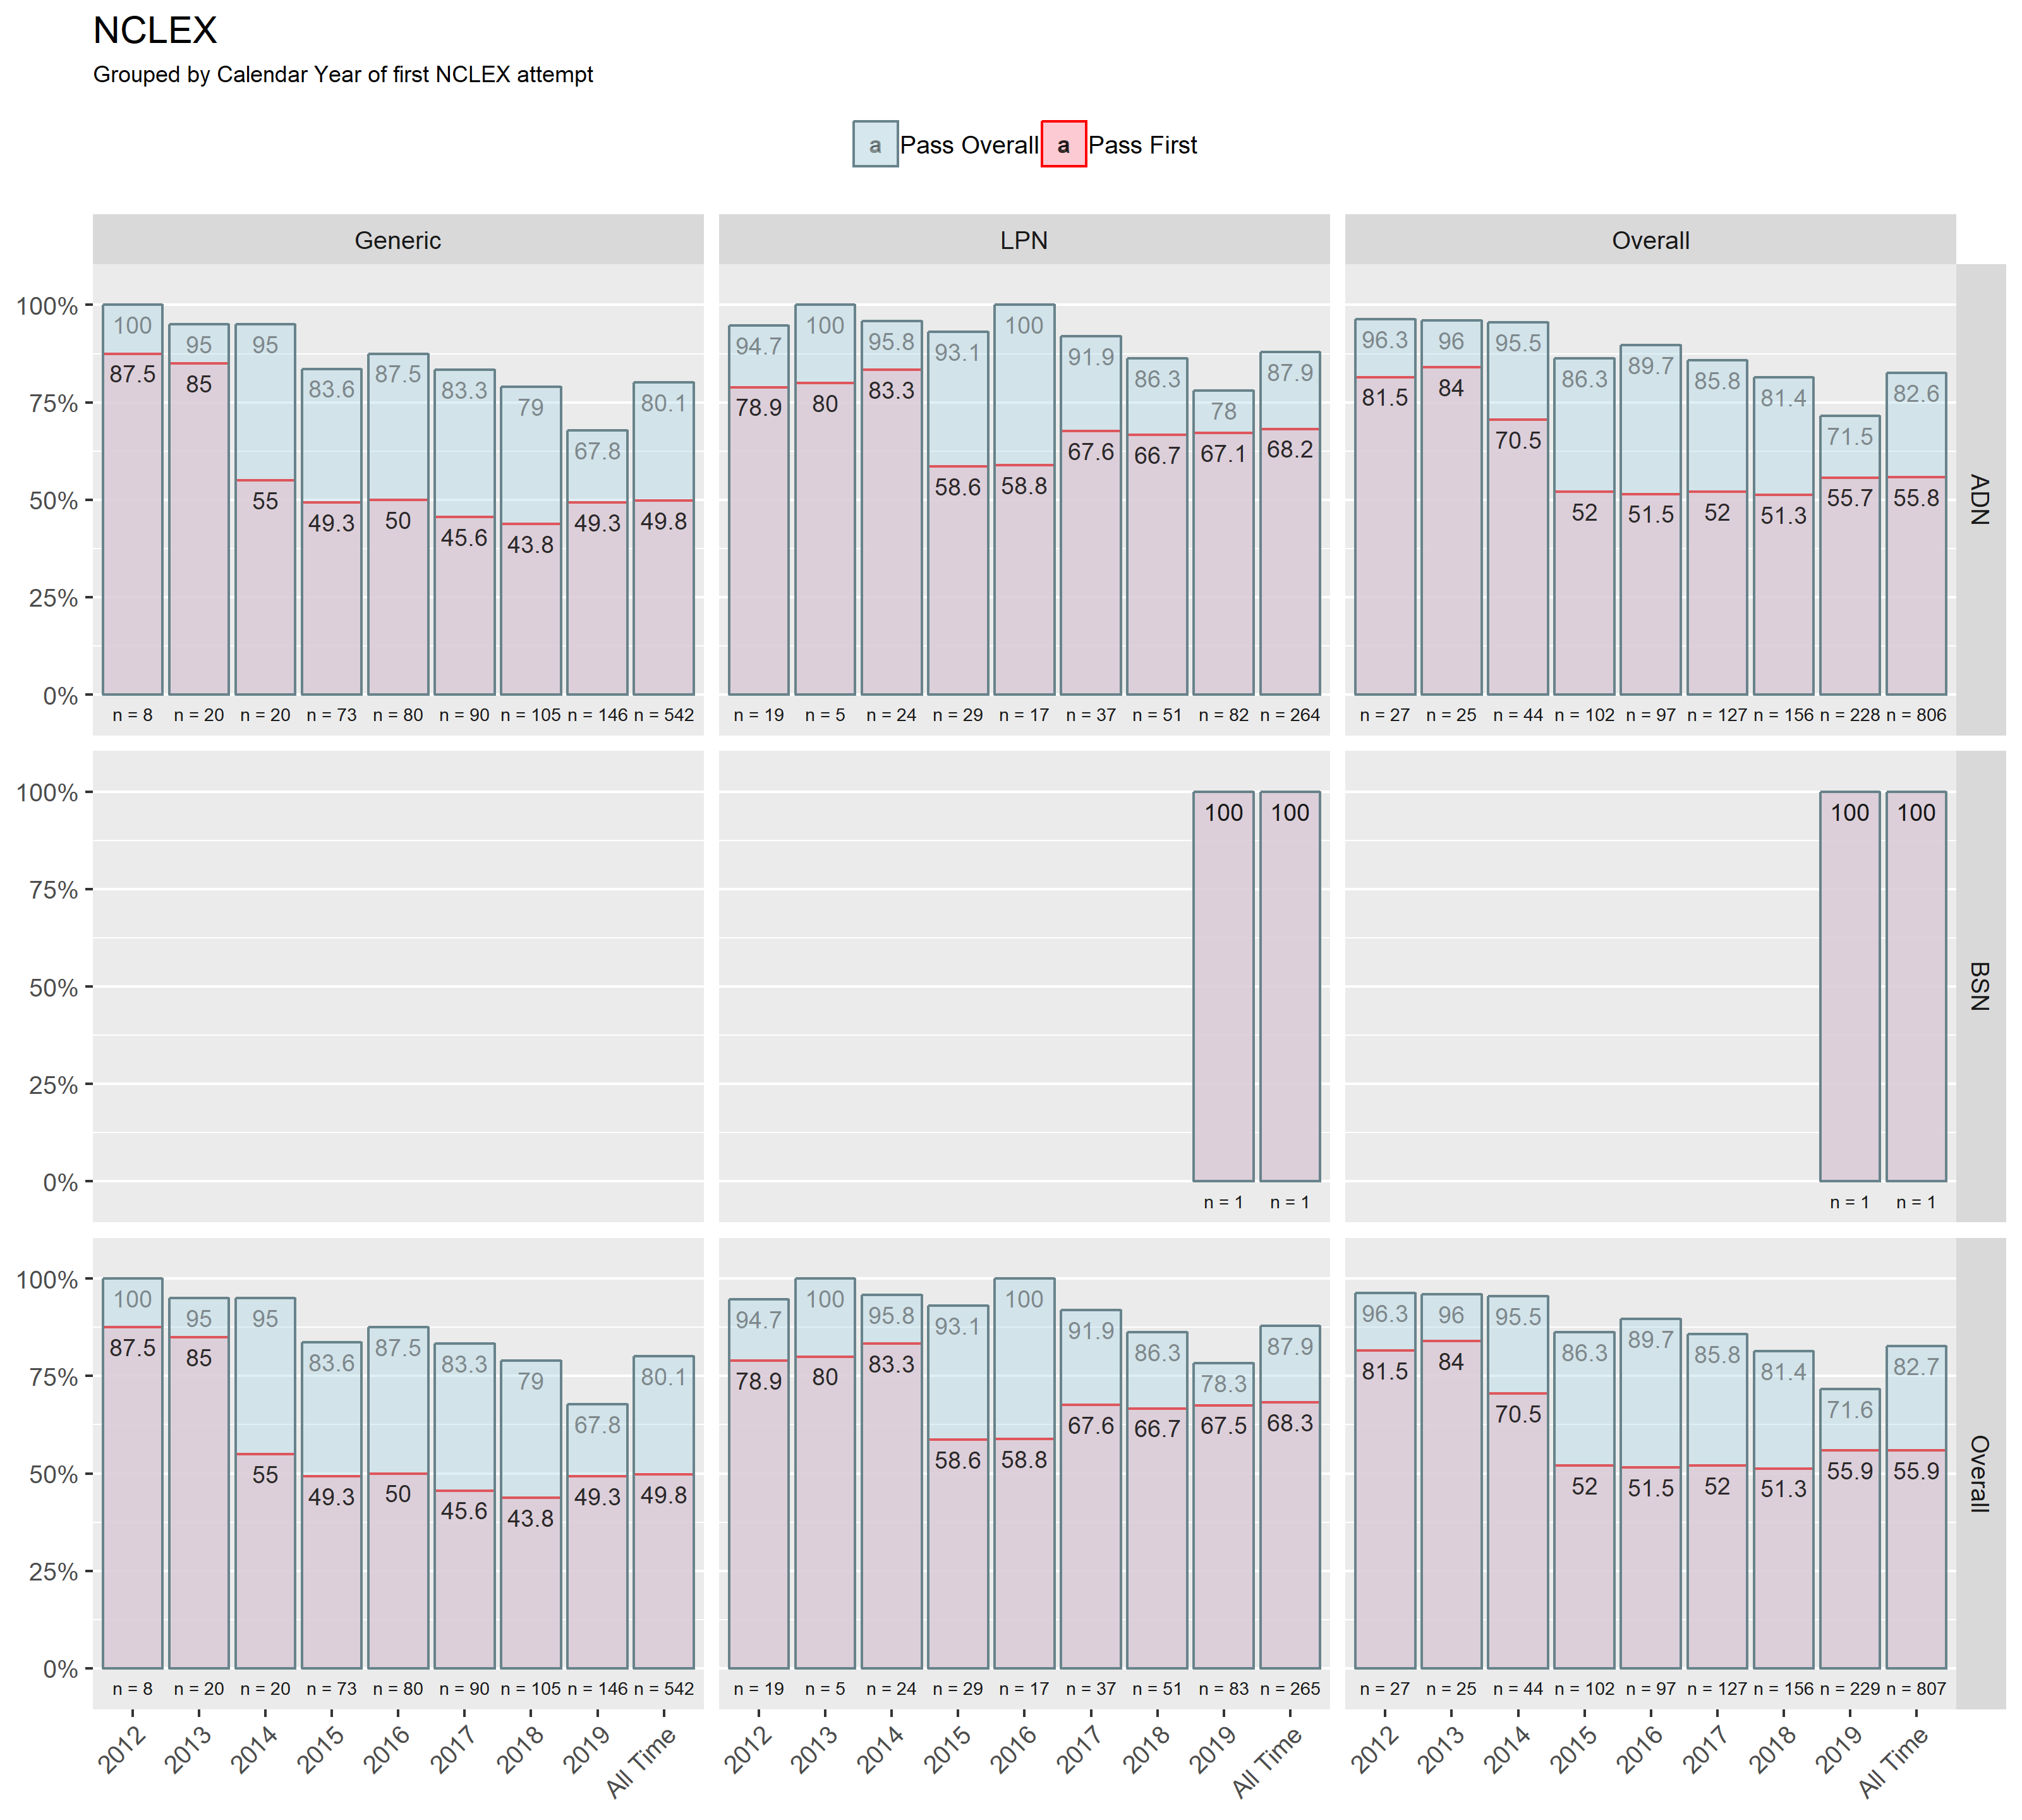 NCLEX
Grouped by Calendar Year of first NCLEX attempt
a Pass Overall a Pass First
Generic LPN Overall
100%
75%
50%
25%
0%
100 95 95 83.6 87.5 83.3 79 67.8 80.1
87.5 85 55 49.3 50 45.6 43.8 49.3 49.8
n = 8 n = 20 n = 20 n = 73 n = 80 n = 90 n = 105 n = 146 n = 542
94.7 100 95.8 93.1 100 91.9 86.3 78 87.9
78.9 80 83.3 58.6 58.8 67.6 66.7 67.1 68.2
n = 19 n = 5 n = 24 n = 29 n = 17 n = 37 n = 51 n = 82 n = 264
96.3 96 95.5 86.3 89.7 85.8 81.4 71.5 82.6
81.5 84 70.5 52 51.5 52 51.3 55.7 55.8
n = 27 n = 25 n = 44 n = 102 n = 97 n = 127 n = 156 n = 228 n = 806
ADN
100%
75%
50%
25%
0%
100 100
n = 1 n = 1
100 100
n = 1 n = 1
BSN
100%
75%
50%
25%
0%
100 95 95 83.6 87.5 83.3 79 67.8 80.1
87.5 85 55 49.3 50 45.6 43.8 49.3 49.8
n = 8 n = 20 n = 20 n = 73 n = 80 n = 90 n = 105 n = 146 n = 542
94.7 100 95.8 93.1 100 91.9 86.3 78.3 87.9
78.9 80 83.3 58.6 58.8 67.6 66.7 67.5 68.3
n = 19 n = 5 n = 24 n = 29 n = 17 n = 37 n = 51 n = 83 n = 265
96.3 96 95.5 86.3 89.7 85.8 81.4 71.6 82.7
81.5 84 70.5 52 51.5 52 51.3 55.9 55.9
n = 27 n = 25 n = 44 n = 102 n = 97 n = 127 n = 156 n = 229 n = 807
Overall
2012 2013 2014 2015 2016 2017 2018 2019 All Time
2012 2013 2014 2015 2016 2017 2018 2019 All Time
2012 2013 2014 2015 2016 2017 2018 2019 All Time